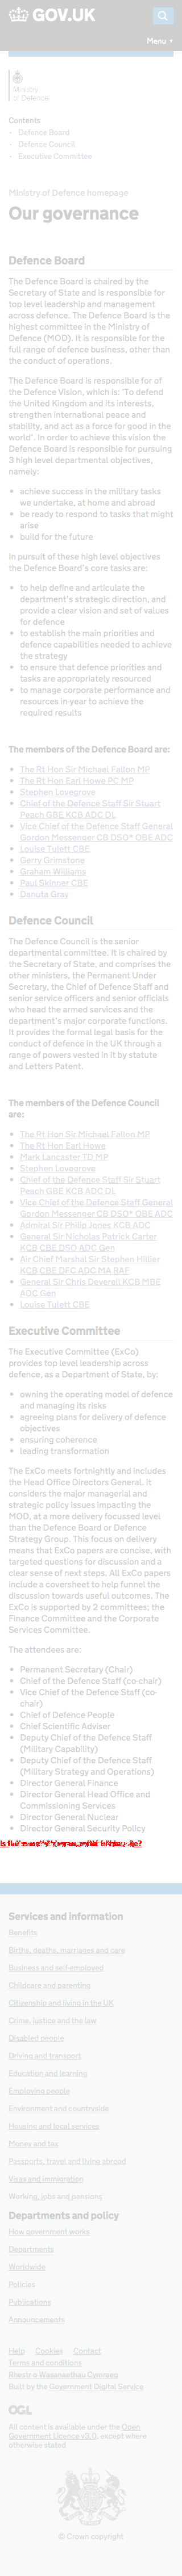 GOV.UK
Menu ▼
Ministry
of Defence
Contents
- Defence Board
- Defence Council
- Executive Committee
Ministry of Defence homepage
Our governance
Defence Board
The Defence Board is chaired by the
Secretary of State and is responsible for
top level leadership and management
across defence. The Defence Board is the
highest committee in the Ministry of
Defence (MOD). It is responsible for the
full range of defence business, other than
the conduct of operations.
The Defence Board is responsible for of
the Defence Vision, which is: 'To defend
the United Kingdom and its interests,
strengthen international peace and
stability, and act as a force for good in the
world'. In order to achieve this vision the
Defence Board is responsible for pursuing
3 high level departmental objectives,
namely:
• achieve success in the military tasks
we undertake, at home and abroad
• be ready to respond to tasks that might
arise
• build for the future
In pursuit of these high level objectives
the Defence Board's core tasks are:
• to help define and articulate the
department's strategic direction, and
provide a clear vision and set of values
for defence
• to establish the main priorities and
defence capabilities needed to achieve
the strategy
• to ensure that defence priorities and
tasks are appropriately resourced
• to manage corporate performance and
resources in-year to achieve the
required results
The members of the Defence Board are:
• The Rt Hon Sir Michael Fallon MP
• The Rt Hon Earl Howe PC MP
• Stephen Lovegrove
• Chief of the Defence Staff Sir Stuart
Peach GBE KCB ADC DL
• Vice Chief of the Defence Staff General
Gordon Messenger CB DSO* OBE ADC
• Louise Tulett CBE
• Gerry Grimstone
• Graham Williams
• Paul Skinner CBE
• Danuta Gray
Defence Council
The Defence Council is the senior
departmental committee. It is chaired by
the Secretary of State, and comprises the
other ministers, the Permanent Under
Secretary, the Chief of Defence Staff and
senior service officers and senior officials
who head the armed services and the
department's major corporate functions.
It provides the formal legal basis for the
conduct of defence in the UK through a
range of powers vested in it by statute
and Letters Patent.
The members of the Defence Council
are:
• The Rt Hon Sir Michael Fallon MP
• The Rt Hon Earl Howe
• Mark Lancaster TD MP
• Stephen Lovegrove
• Chief of the Defence Staff Sir Stuart
Peach GBE KCB ADC DL
• Vice Chief of the Defence Staff General
Gordon Messenger CB DSO* OBE ADC
• Admiral Sir Philip Jones KCB ADC
• General Sir Nicholas Patrick Carter
KCB CBE DSO ADC Gen
• Air Chief Marshal Sir Stephen Hillier
KCB CBE DFC ADC MA RAF
• General Sir Chris Deverell KCB MBE
ADC Gen
• Louise Tulett CBE
Executive Committee
The Executive Committee (ExCo)
provides top level leadership across
defence, as a Department of State, by:
• owning the operating model of defence
and managing its risks
• agreeing plans for delivery of defence
objectives
• ensuring coherence
• leading transformation
The ExCo meets fortnightly and includes
the Head Office Directors General, it
considers the major managerial and
strategic policy issues impacting the
MOD, at a more delivery focussed level
than the Defence Board or Defence
Strategy Group. This focus on delivery
means that ExCo papers are concise, with
targeted questions for discussion and a
clear sense of next steps. All ExCo papers
include a coversheet to help funnel the
discussion towards useful outcomes. The
ExCo is supported by 2 committees; the
Finance Committee and the Corporate
Services Committee.
The attendees are:
• Permanent Secretary (Chair)
• Chief of the Defence Staff (co-chair)
• Vice Chief of the Defence Staff (co-
chair)
• Chief of Defence People
• Chief Scientific Adviser
• Deputy Chief of the Defence Staff
(Military Capability)
• Deputy Chief of the Defence Staff
(Military Strategy and Operations)
• Director General Finance
• Director General Head Office and
Commissioning Services
• Director General Nuclear
• Director General Security Policy
Services and information
Benefits
Births, deaths, marriages and care
Business and self-employed
Childcare and parenting
Citizenship and living in the UK
Crime, justice and the law
Disabled people
Driving and transport
Education and learning
Employing people
Environment and countryside
Housing and local services
Money and tax
Passports, travel and living abroad
Visas and immigration
Working, jobs and pensions
Departments and policy
How government works
Departments
Worldwide
Policies
Publications
Announcements
Help Cookies Contact
Terms and conditions
Rhestr o Wasanaethau Cymraeg
Built by the Government Digital Service
OGL
All content is available under the Open
Government Licence v3.0, except where
otherwise stated
© Crown copyright